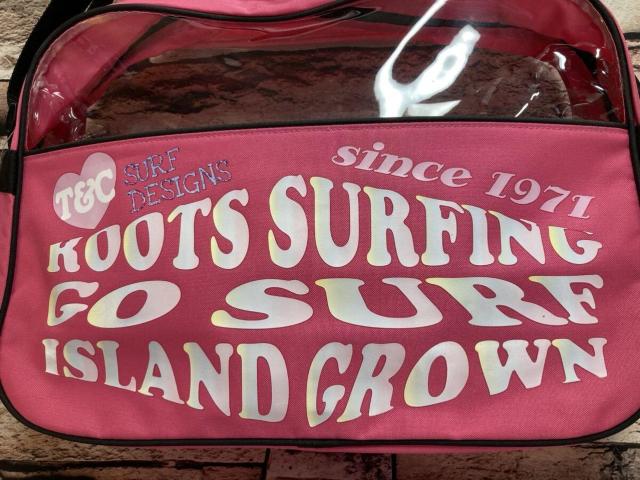 T&C SURF
DESIGNS
since 1971
ROOTS SURFING
GO SURF
ISLAND GROWN